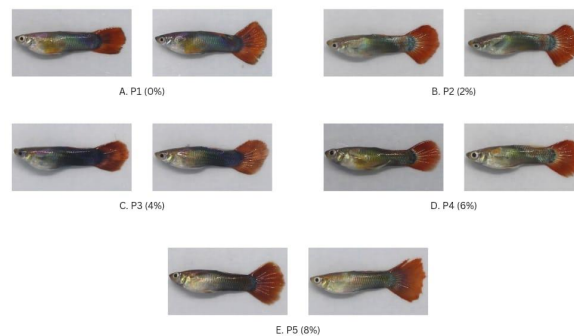 A. P1 (0%)
B. P2 (2%)
C. P3 (4%)
D. P4 (6%)
E. P5 (8%)